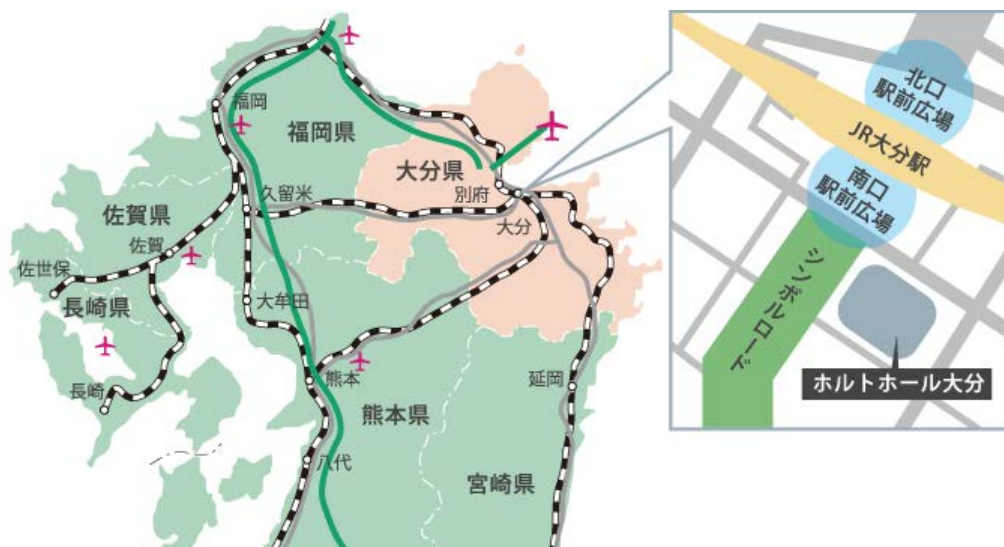 福岡
福岡県
大分県
久留米
別府
佐賀県
大分
佐賀
佐世保
大牟田
長崎県
長崎
熊本
延岡
熊本県
八代
宮崎県
北口
駅前広場
JR大分駅
南口
駅前広場
シンボルロード
ホルトホール大分